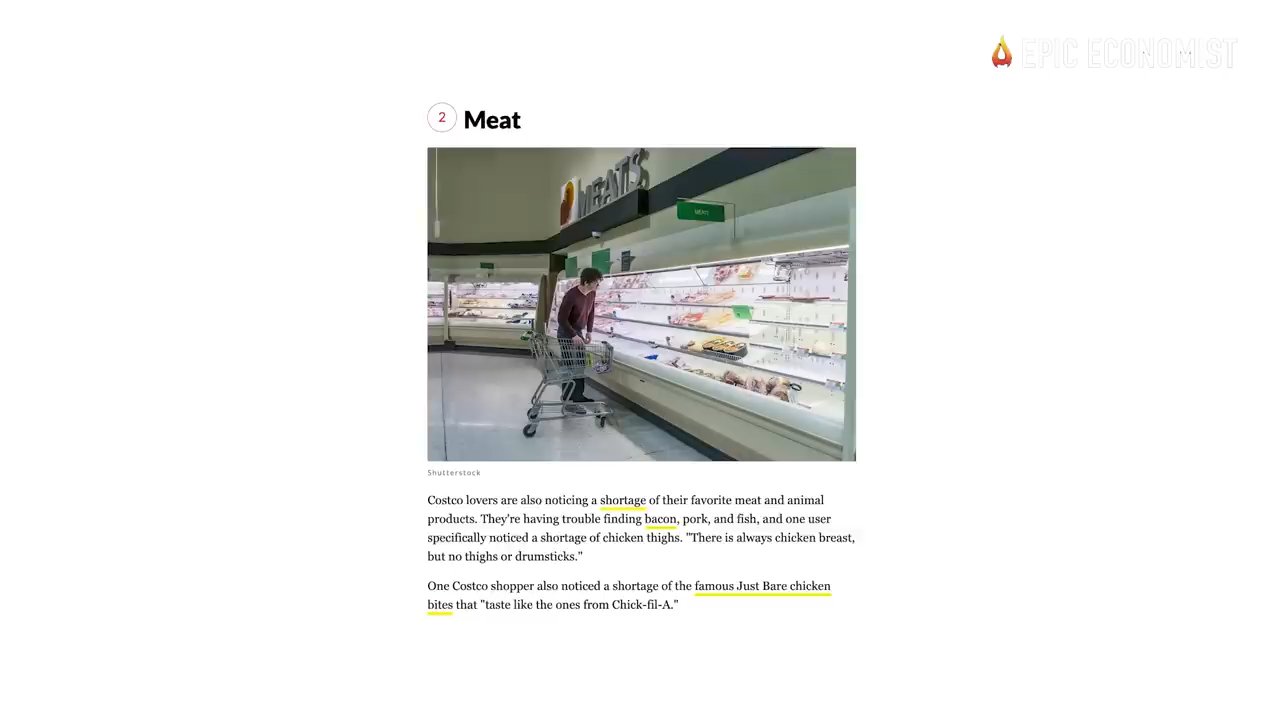 EPIC ECONOMIST
2 Meat
MEATS
MEAT
Shutterstock
Costco lovers are also noticing a shortage of their favorite meat and animal
products. They're having trouble finding bacon, pork, and fish, and one user
specifically noticed a shortage of chicken thighs. "There is always chicken breast,
but no thighs or drumsticks."
One Costco shopper also noticed a shortage of the famous Just Bare chicken
bites that "taste like the ones from Chick-fil-A."